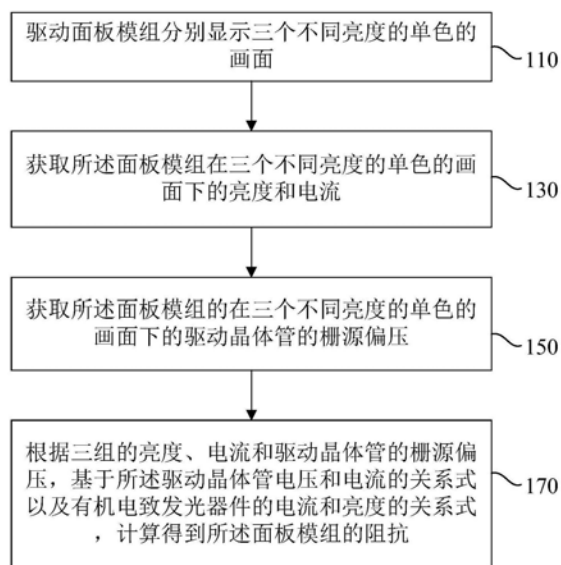 驱动面板模组分别显示三个不同亮度的单色的
画面
110
获取所述面板模组在三个不同亮度的单色的画
面下的亮度和电流
130
获取所述面板模组的在三个不同亮度的单色的
画面下的驱动晶体管的栅源偏压
150
根据三组的亮度、电流和驱动晶体管的栅源偏
压，基于所述驱动晶体管电压和电流的关系式
以及有机电致发光器件的电流和亮度的关系式
，计算得到所述面板模组的阻抗
170